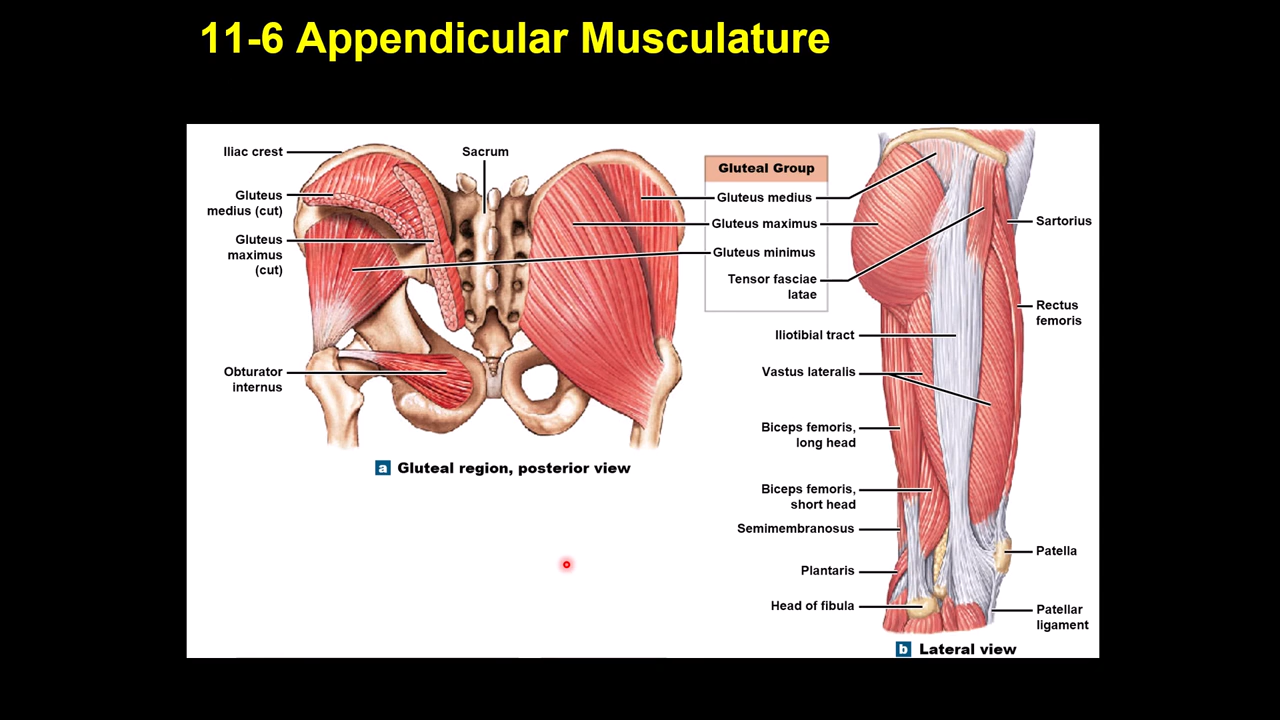 11-6 Appendicular Musculature
Iliac crest
Gluteus
medius (cut)
Gluteus
maximus
(cut)
Obturator
internus
Sacrum
a Gluteal region, posterior view
Gluteal Group
Gluteus medius
Gluteus maximus
Gluteus minimus
Tensor fasciae
latae
Iliotibial tract
Vastus lateralis
Biceps femoris,
long head
Biceps femoris,
short head
Semimembranosus
Plantaris
Head of fibula
Sartorius
Rectus
femoris
Patella
Patellar
ligament
b Lateral view